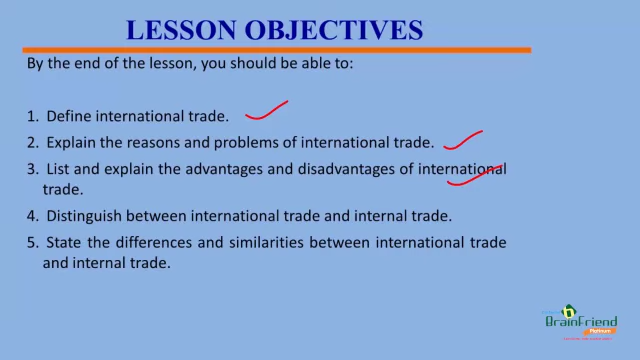 LESSON OBJECTIVES
By the end of the lesson, you should be able to:
1. Define international trade.
2. Explain the reasons and problems of international trade.
3. List and explain the advantages and disadvantages of international
trade.
4. Distinguish between international trade and internal trade.
5. State the differences and similarities between international trade
and internal trade.
BrainFriend
Platinum